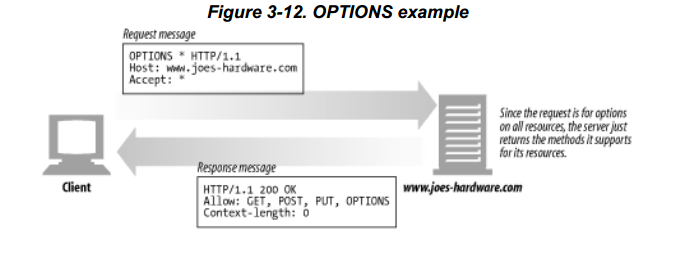 Figure 3-12. OPTIONS example
Request message
OPTIONS * HTTP/1.1
Host: www.joes-hardware.com
Accept: *
Since the request is for options
on all resources, the server just
returns the methods it supports
for its resources.
Response message
Client
www.joes-hardware.com
HTTP/1.1 200 OK
Allow: GET, POST, PUT, OPTIONS
Context-length: 0